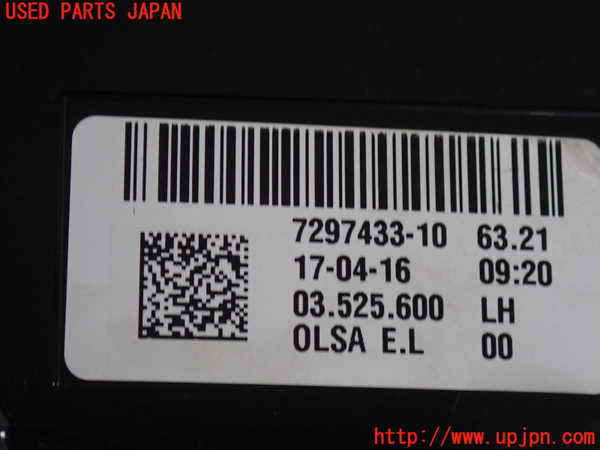 USED PARTS JAPAN
7297433-10 63.21
17-04-16 09:20
03.525.600 LH
OLSA E.L 00
http://www.upjpn.com/